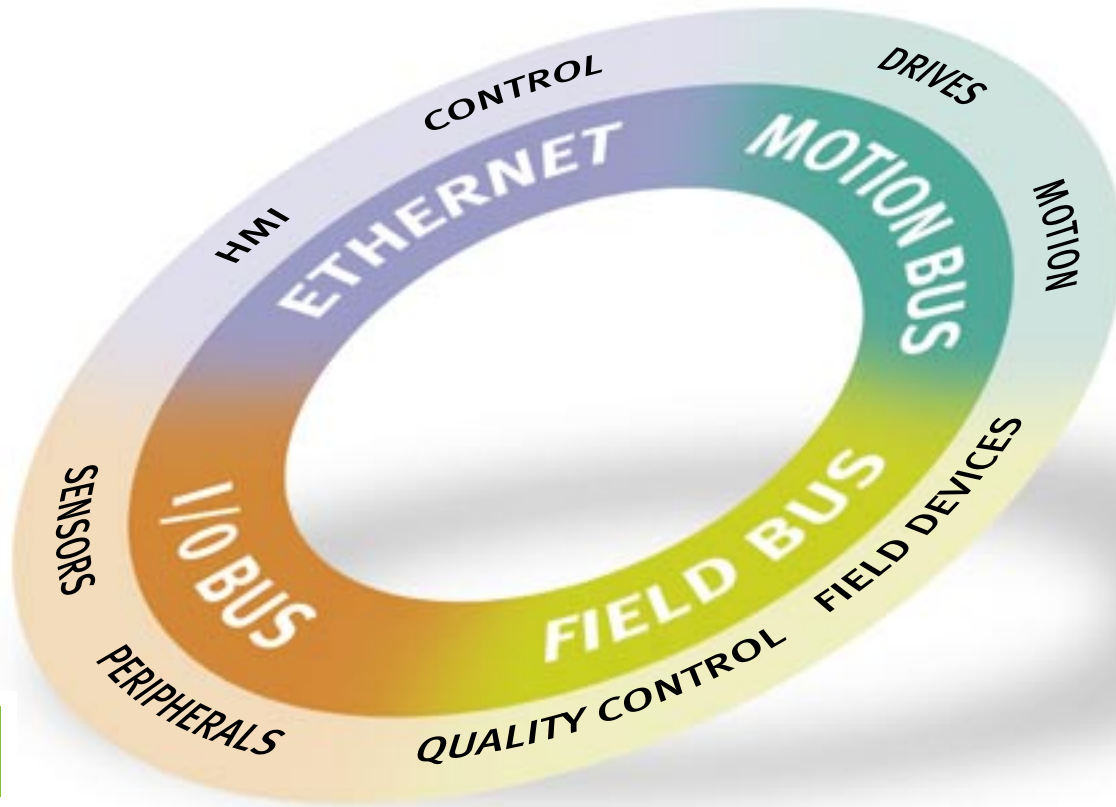 CONTROL
DRIVES
HMI
ETHERNET
MOTION BUS
MOTION
SENSORS
I/O BUS
FIELD BUS
FIELD DEVICES
PERIPHERALS
QUALITY CONTROL